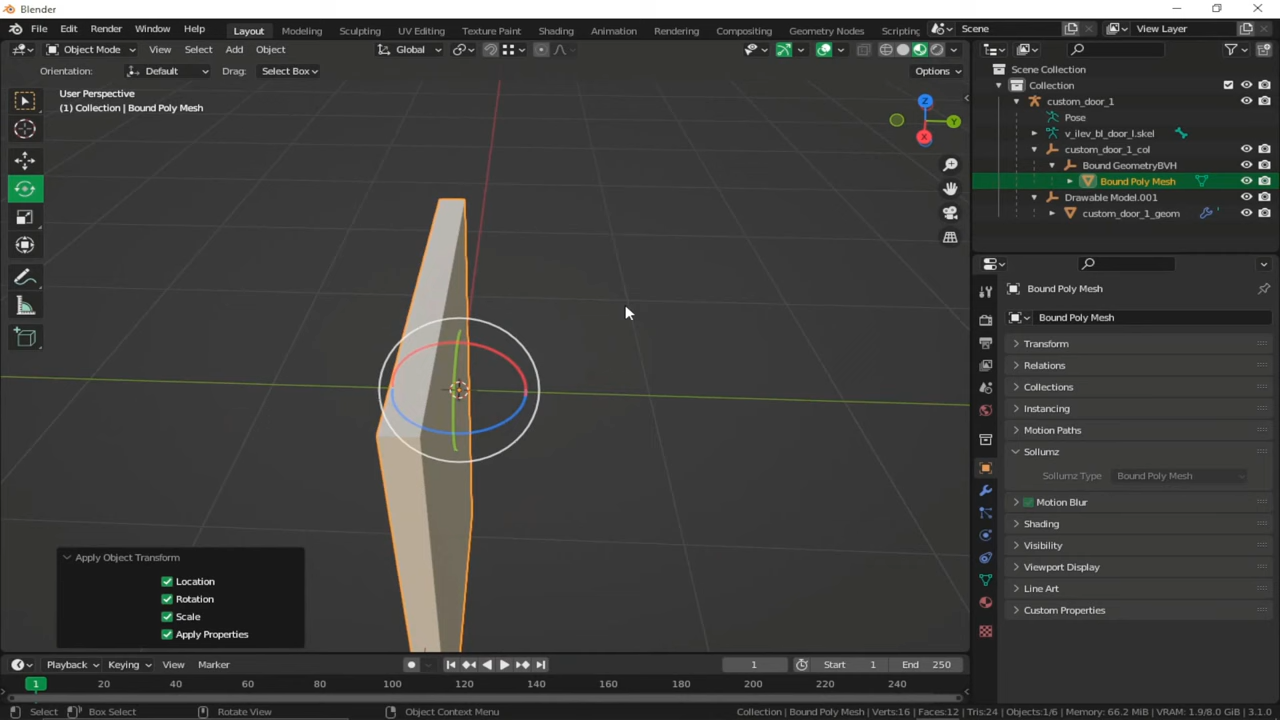 Blender
File Edit Render Window Help Layout Modeling Sculpting UV Editing Texture Paint Shading Animation Rendering Compositing Geometry Nodes Scripting Scene View Layer
Object Mode View Select Add Object Global
Orientation: Default Drag: Select Box Options
User Perspective
(1) Collection | Bound Poly Mesh
X
Y
Z
Scene Collection
Collection
custom_door_1
Pose
v_ilev_bl_door_l.skel
custom_door_1_col
Bound GeometryBVH
Bound Poly Mesh
Drawable Model.001
custom_door_1_geom
Bound Poly Mesh
Bound Poly Mesh
Transform
Relations
Collections
Instancing
Motion Paths
Sollumz
Sollumz Type Bound Poly Mesh
Motion Blur
Shading
Visibility
Viewport Display
Line Art
Custom Properties
Apply Object Transform
Location
Rotation
Scale
Apply Properties
Playback Keying View Marker 1 Start 1 End 250
1 20 40 60 80 100 120 140 160 180 200 220 240
Select Box Select Rotate View Object Context Menu Collection | Bound Poly Mesh | Verts:16 | Faces:12 | Tris:24 | Objects:1/6 | Memory: 66.2 MiB | VRAM: 1.9/8.0 GiB | 3.1.0